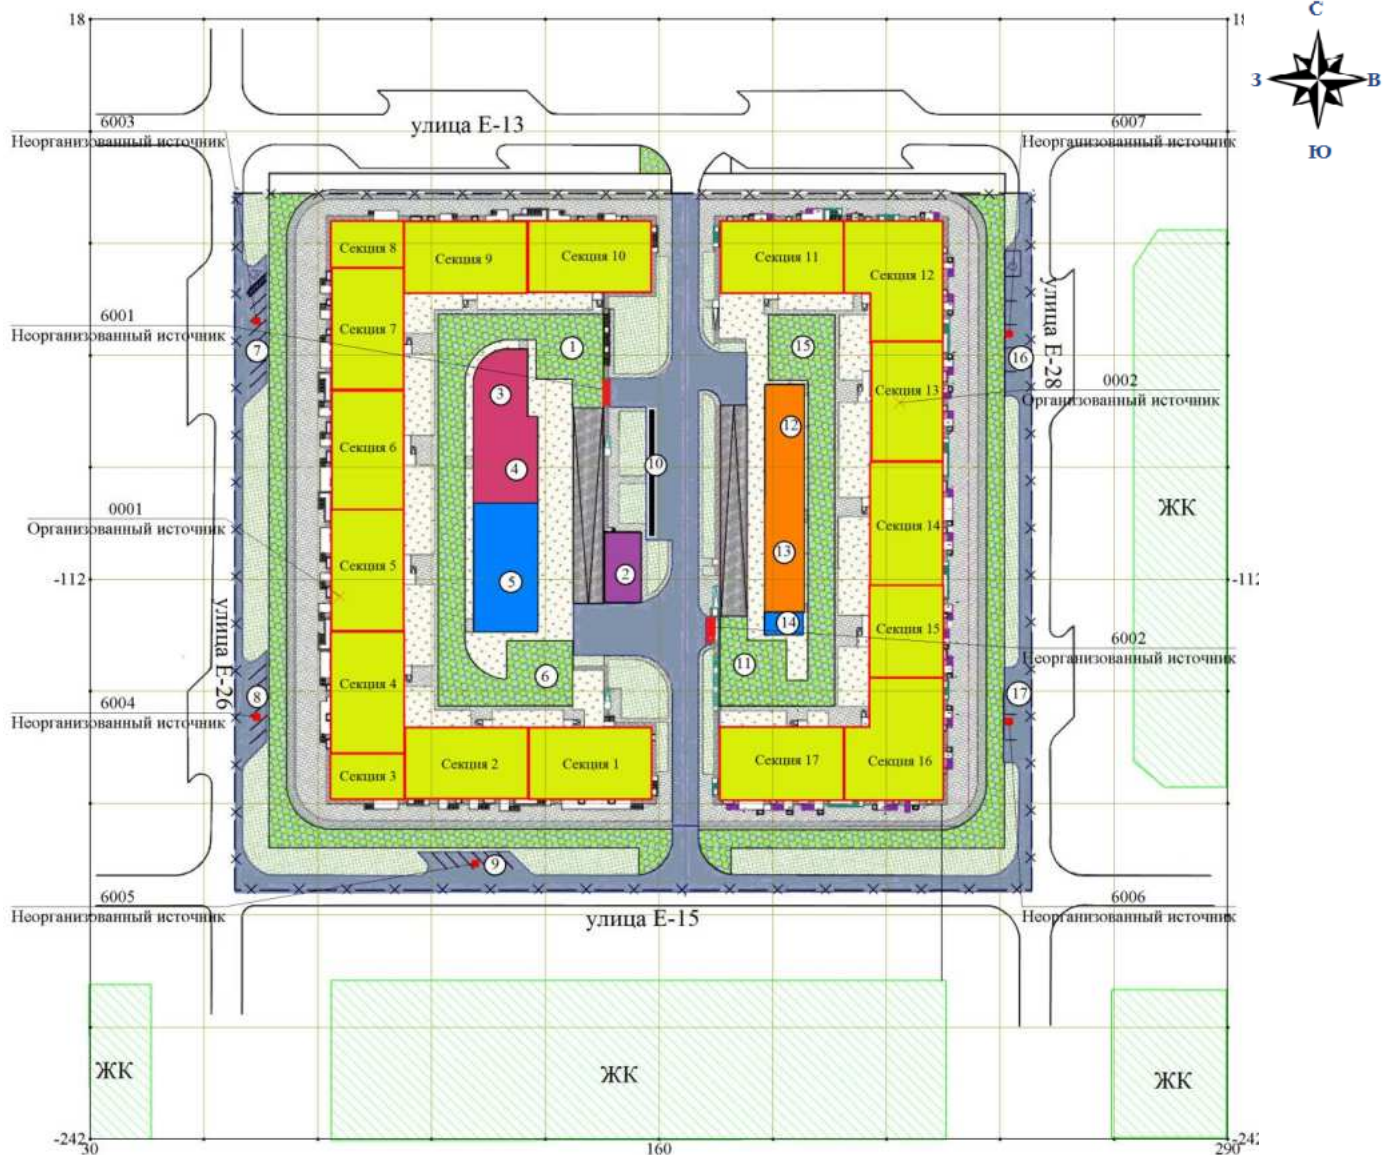 С
18
18
З
В
6003
улица Е-13
6007
Неорганизованный источник
Неорганизованный источник
Ю
Секция 8
Секция 9
Секция 10
Секция 11
Секция 12
6001
Секция 7
Неорганизованный источник
7
1
15
16
улица Е-28
3
0002
Секция 13
Организованный источник
12
Секция 6
4
10
0001
ЖК
Организованный источник
Секция 14
13
Секция 5
-112
5
2
-112
14
Секция 15
6002
Неорганизованный источник
улица Е-26
11
6
Секция 4
8
17
6004
Неорганизованный источник
Секция 3
Секция 2
Секция 1
Секция 17
Секция 16
9
6005
6006
Неорганизованный источник
улица Е-15
Неорганизованный источник
ЖК
ЖК
ЖК
-242
-242
30
160
290